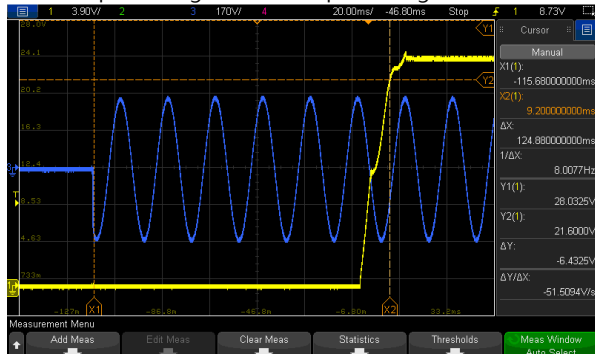 1 3.90V/ 2 3 170V/ 4 20.00ms/ -46.80ms Stop 1 8.73V
28.0V
24.1
20.2
16.3
12.4
8.53
4.63
733m
-127m -86.8m -46.8m -6.80m 33.2ms
Y1
Y2
X1 X2
T
Cursor
Manual
X1(1):
-115.680000000ms
X2(1):
9.200000000ms
ΔX:
124.880000000ms
1/ΔX:
8.0077Hz
Y1(1):
28.0325V
Y2(1):
21.6000V
ΔY:
-6.4325V
ΔY/ΔX:
-51.5094V/s
Measurement Menu
Add Meas Edit Meas Clear Meas Statistics Thresholds Meas Window
Auto Select